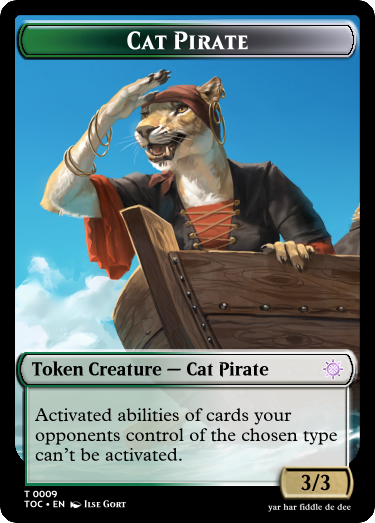 Cat Pirate
Token Creature — Cat Pirate
Activated abilities of cards your
opponents control of the chosen type
can't be activated.
3/3
T 0009
TOC • EN Ilse Gort
yar har fiddle de dee